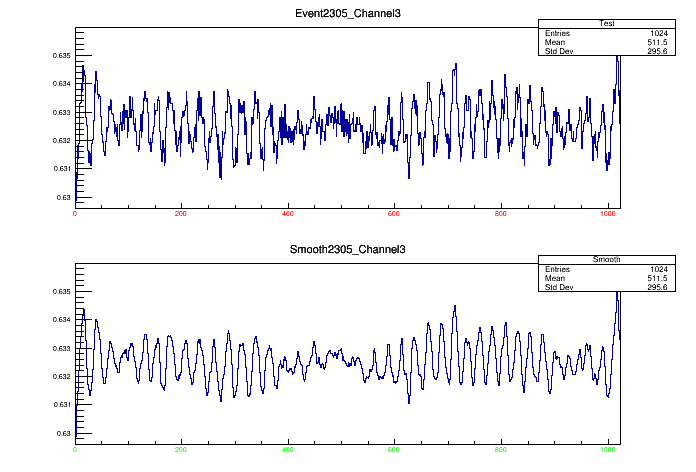 Event2305_Channel3
Test
Entries 1024
Mean 511.5
Std Dev 295.6
0.635
0.634
0.633
0.632
0.631
0.63
0 200 400 600 800 1000
Smooth2305_Channel3
Smooth
Entries 1024
Mean 511.5
Std Dev 295.6
0.635
0.634
0.633
0.632
0.631
0.63
0 200 400 600 800 1000